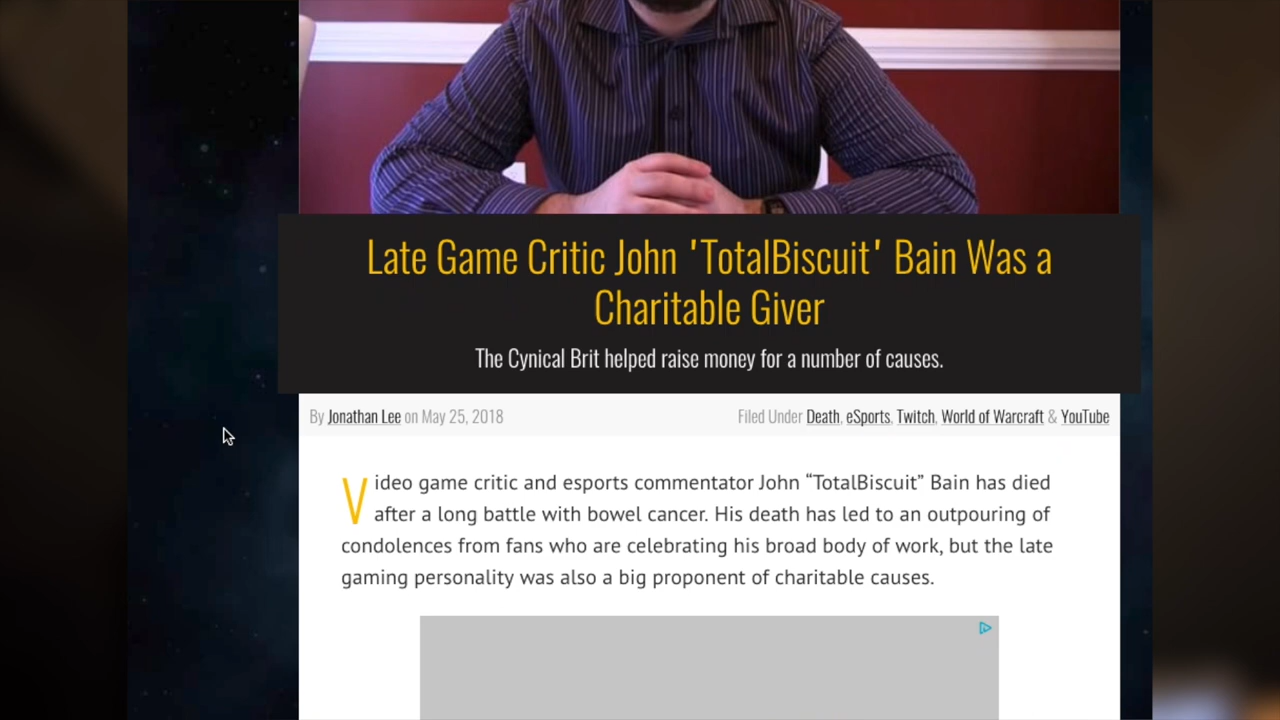 Late Game Critic John 'TotalBiscuit' Bain Was a
Charitable Giver
The Cynical Brit helped raise money for a number of causes.
By Jonathan Lee on May 25, 2018
Filed Under Death, eSports, Twitch, World of Warcraft & YouTube
Video game critic and esports commentator John “TotalBiscuit” Bain has died
after a long battle with bowel cancer. His death has led to an outpouring of
condolences from fans who are celebrating his broad body of work, but the late
gaming personality was also a big proponent of charitable causes.